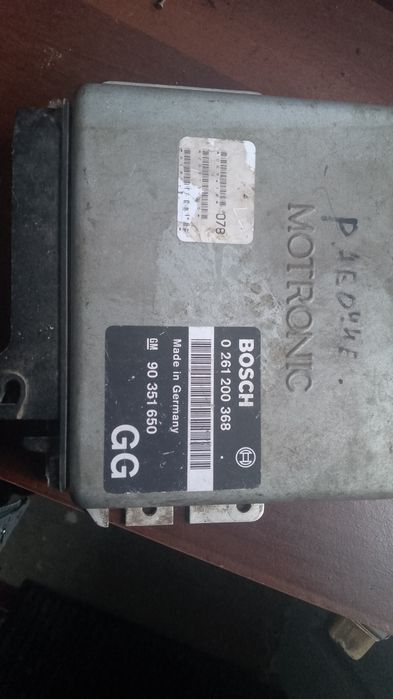 Рабочие.
MOTRONIC
078
BOSCH
0 261 200 368
Made in Germany
GM 90 351 650
GG